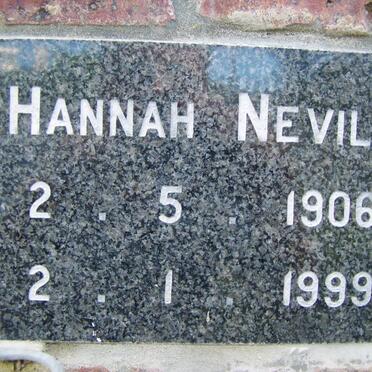 HANNAH NEVIL
2 . 5 . 1906
2 . 1 . 1999